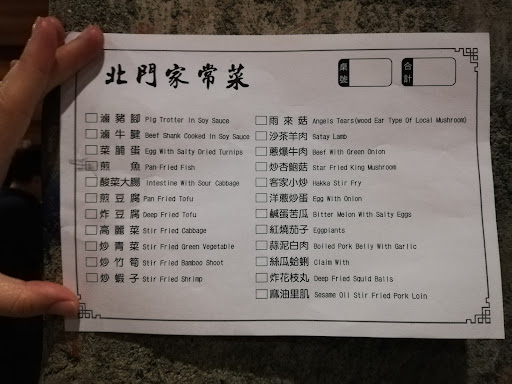 北門家常菜
桌號
合計
滷豬腳 Pig Trotter In Soy Sauce
滷牛腱 Beef Shank Cooked In Soy Sauce
菜脯蛋 Egg With Salty Dried Turnips
煎魚 Pan Fried Fish
酸菜大腸 Intestine With Sour Cabbage
煎豆腐 Pan Fried Tofu
炸豆腐 Deep Fried Tofu
高麗菜 Stir Fried Cabbage
炒青菜 Stir Fried Green Vegetable
炒竹筍 Stir Fried Bamboo Shoot
炒蝦子 Stir Fried Shrimp
雨來菇 Angels Tears(wood Ear Type Of Local Mushroom)
沙茶羊肉 Satay Lamb
蔥爆牛肉 Beef With Green Onion
炒杏鮑菇 Star Fried King Mushroom
客家小炒 Hakka Stir Fry
洋蔥炒蛋 Egg With Onion
鹹蛋苦瓜 Bitter Melon With Salty Eggs
紅燒茄子 Eggplants
蒜泥白肉 Boiled Pork Belly With Garlic
絲瓜蛤蜊 Claim With
炸花枝丸 Deep Fried Squid Balls
麻油里肌 Sesame Oil Stir Fried Pork Loin